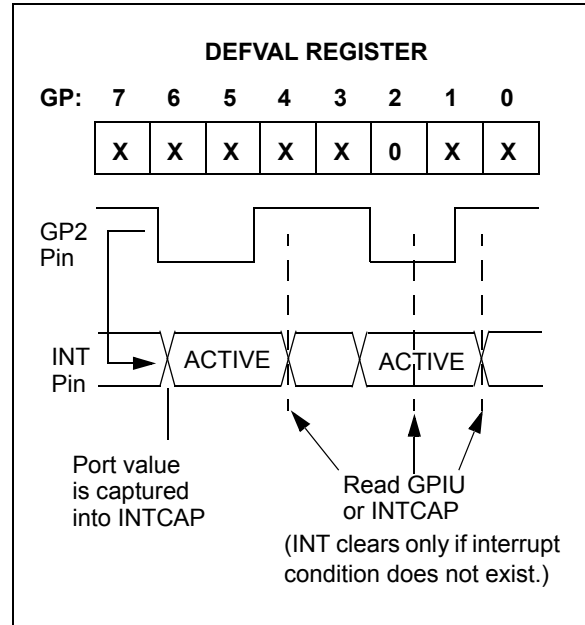 DEFVAL REGISTER
GP: 7 6 5 4 3 2 1 0
X X X X X 0 X X
GP2
Pin
INT
Pin
ACTIVE
ACTIVE
Port value
is captured
into INTCAP
Read GPIU
or INTCAP
(INT clears only if interrupt
condition does not exist.)